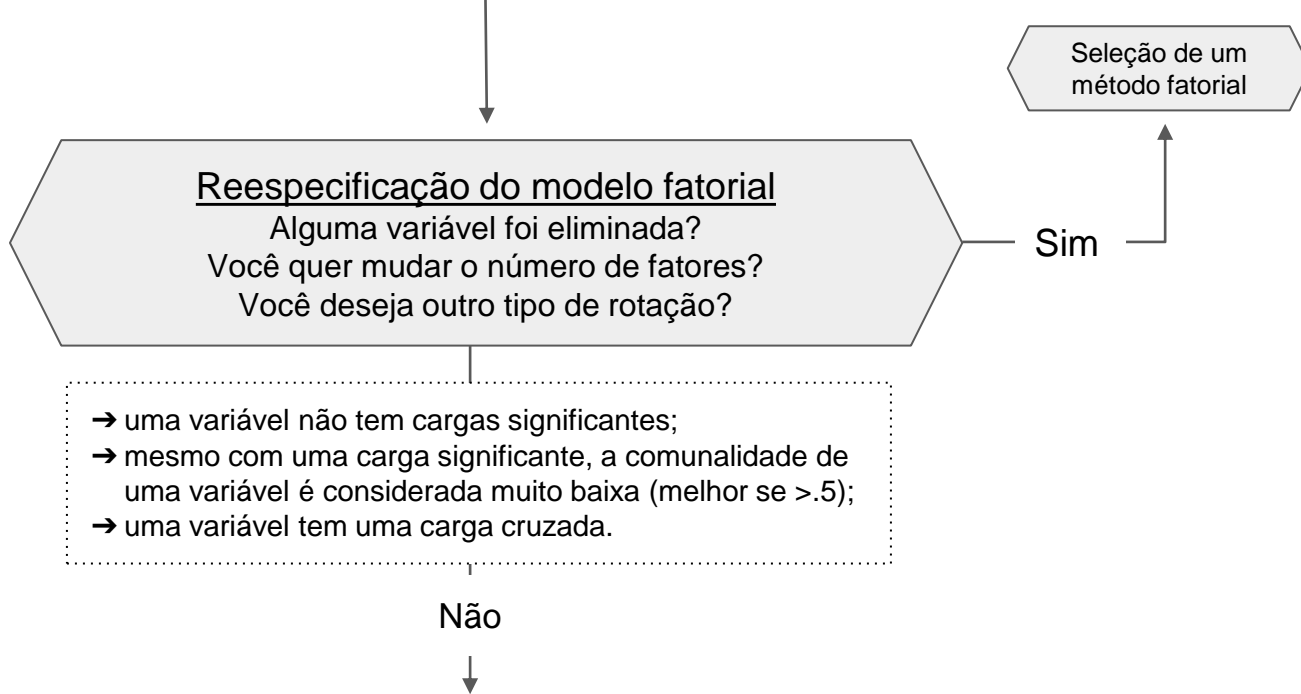 Seleção de um
método fatorial
Reespecificação do modelo fatorial
Alguma variável foi eliminada?
Você quer mudar o número de fatores?
Você deseja outro tipo de rotação?
Sim
➔ uma variável não tem cargas significantes;
➔ mesmo com uma carga significante, a comunalidade de
uma variável é considerada muito baixa (melhor se >.5);
➔ uma variável tem uma carga cruzada.
Não